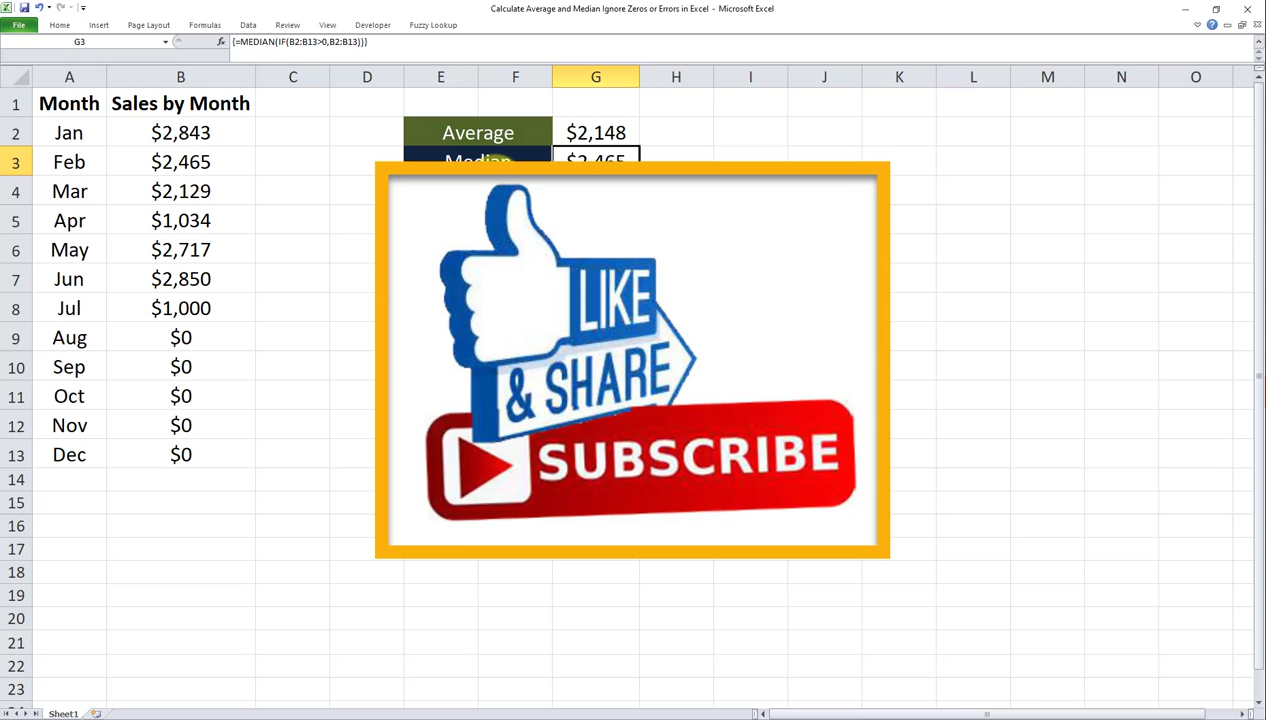 Calculate Average and Median Ignore Zeros or Errors in Excel - Microsoft Excel
File Home Insert Page Layout Formulas Data Review View Developer Fuzzy Lookup
G3 fx {=MEDIAN(IF(B2:B13>0,B2:B13))}
A B C D E F G H I J K L M N O
1 Month Sales by Month
2 Jan $2,843 Average $2,148
3 Feb $2,465 Median $2,465
4 Mar $2,129
5 Apr $1,034
6 May $2,717
7 Jun $2,850
8 Jul $1,000
9 Aug $0
10 Sep $0
11 Oct $0
12 Nov $0
13 Dec $0
14
15
16
17
18
19
20
21
22
23
LIKE
& SHARE
SUBSCRIBE
Sheet1